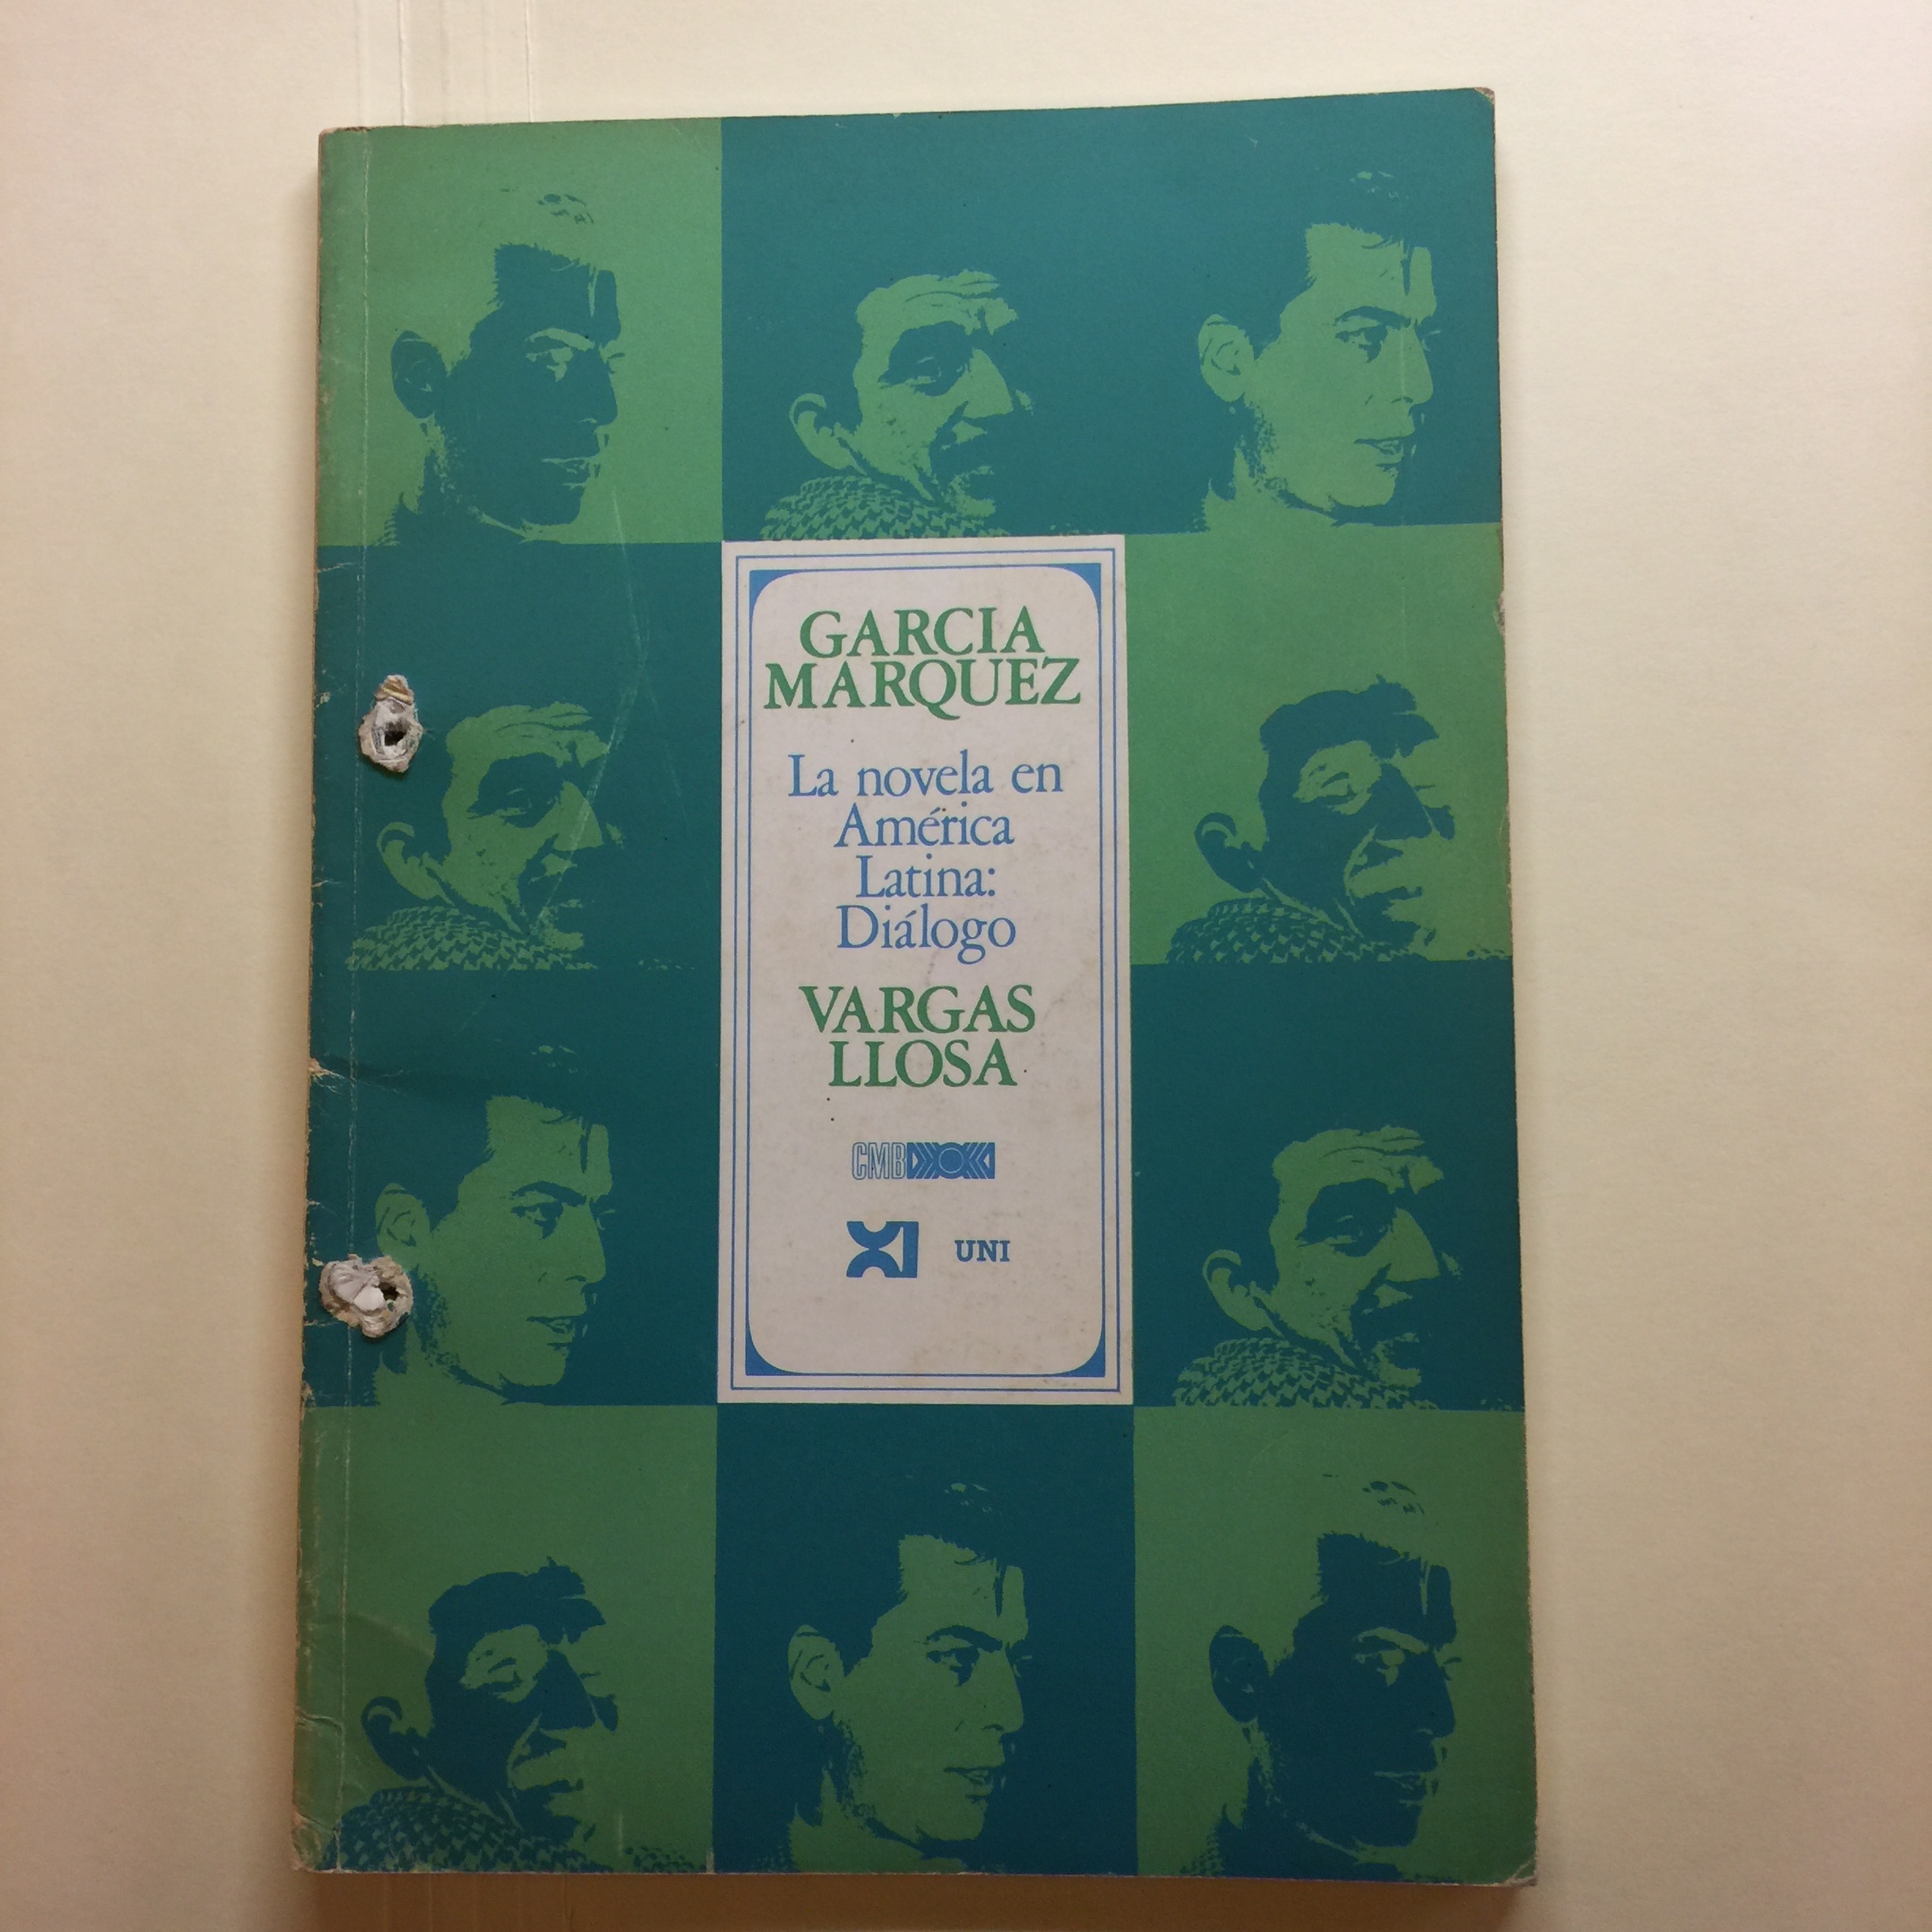 GARCIA
MARQUEZ
La novela en
América
Latina:
Diálogo
VARGAS
LLOSA
CMB
UNI